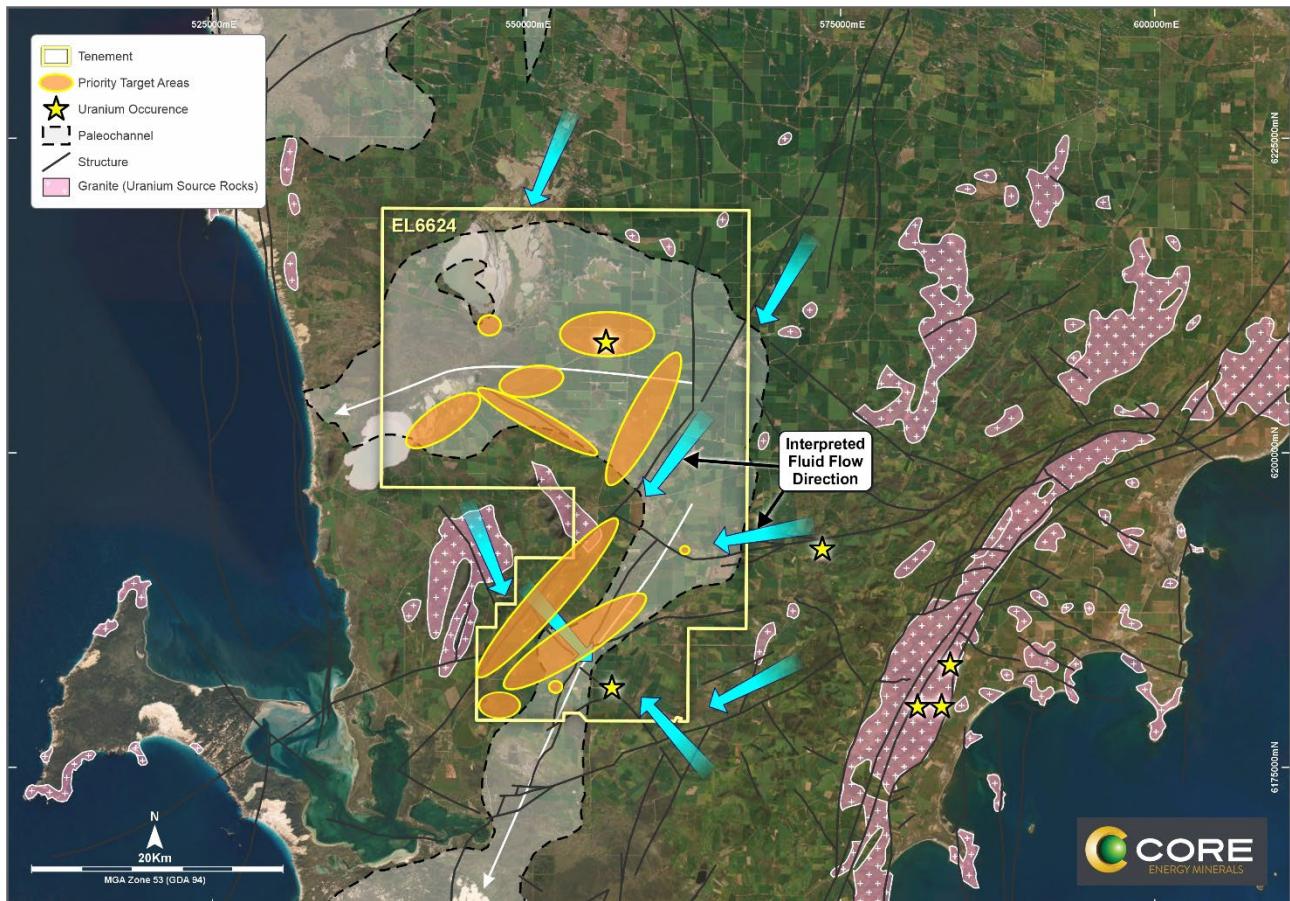 525000mE
550000mE
575000mE
600000mE
Tenement
Priority Target Areas
Uranium Occurence
Paleochannel
Structure
Granite (Uranium Source Rocks)
6225000mN
EL6624
Interpreted
Fluid Flow
Direction
6200000mN
6175000mN
N
20Km
MGA Zone 53 (GDA 94)
CORE
ENERGY MINERALS